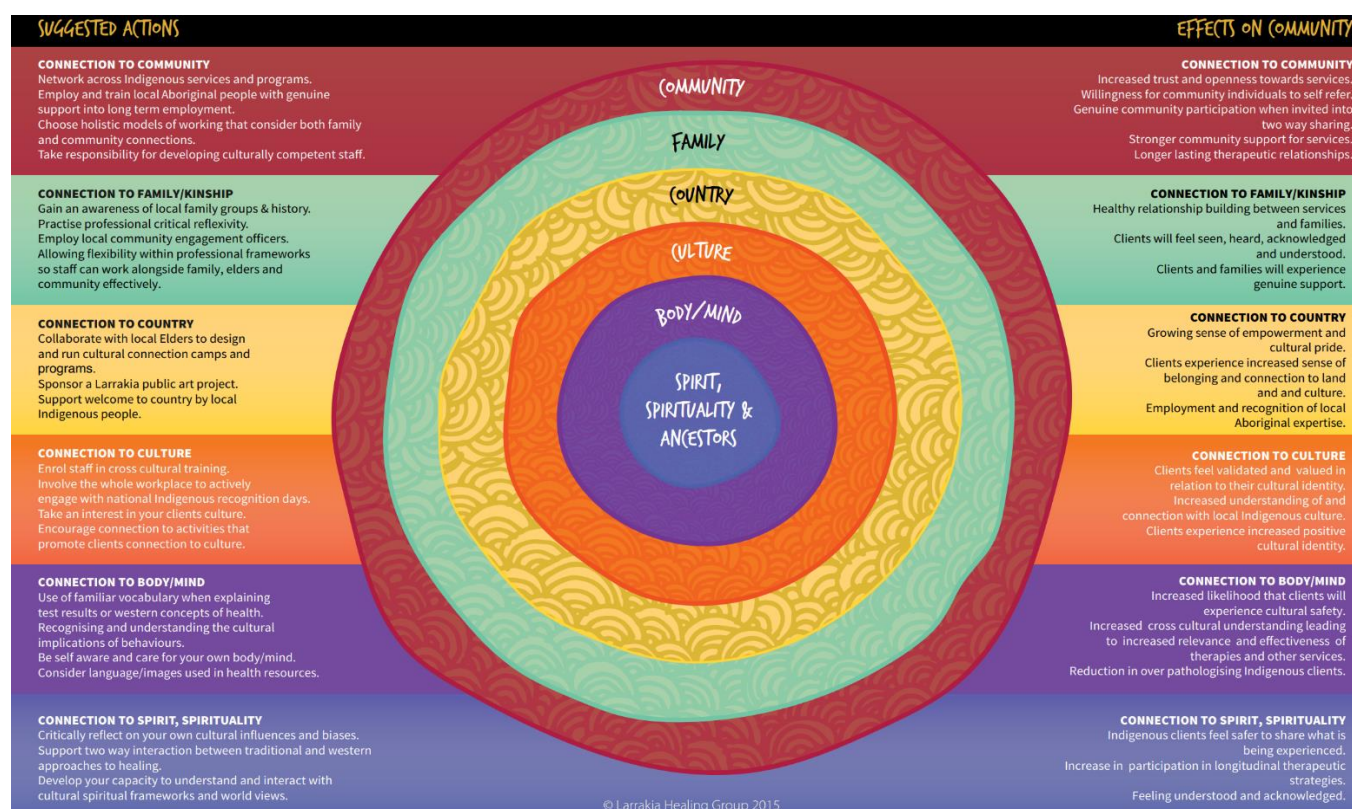 SUGGESTED ACTIONS
EFFECTS ON COMMUNITY
CONNECTION TO COMMUNITY
Network across Indigenous services and programs.
Employ and train local Aboriginal people with genuine
support into long term employment.
Choose holistic models of working that consider both family
and community connections.
Take responsibility for developing culturally competent staff.
CONNECTION TO FAMILY/KINSHIP
Gain an awareness of local family groups & history.
Practise professional critical reflexivity.
Employ local community engagement officers.
Allowing flexibility within professional frameworks
so staff can work alongside family, elders and
community effectively.
CONNECTION TO COUNTRY
Collaborate with local Elders to design
and run cultural connection camps and
programs.
Sponsor a Larrakia public art project.
Support welcome to country by local
Indigenous people.
CONNECTION TO CULTURE
Enrol staff in cross cultural training.
Involve the whole workplace to actively
engage with national Indigenous recognition days.
Take an interest in your clients culture.
Encourage connection to activities that
promote clients connection to culture.
CONNECTION TO BODY/MIND
Use of familiar vocabulary when explaining
test results or western concepts of health.
Recognising and understanding the cultural
implications of behaviours.
Be self aware and care for your own body/mind.
Consider language/images used in health resources.
CONNECTION TO SPIRIT, SPIRITUALITY
Critically reflect on your own cultural influences and biases.
Support two way interaction between traditional and western
approaches to healing.
Develop your capacity to understand and interact with
cultural spiritual frameworks and world views.
COMMUNITY
FAMILY
COUNTRY
CULTURE
BODY/MIND
SPIRIT,
SPIRITUALITY &
ANCESTORS
© Larrakia Healing Group 2015
CONNECTION TO COMMUNITY
Increased trust and openness towards services.
Willingness for community individuals to self refer.
Genuine community participation when invited into
two way sharing.
Stronger community support for services.
Longer lasting therapeutic relationships.
CONNECTION TO FAMILY/KINSHIP
Healthy relationship building between services
and families.
Clients will feel seen, heard, acknowledged
and understood.
Clients and families will experience
genuine support.
CONNECTION TO COUNTRY
Growing sense of empowerment and
cultural pride.
Clients experience increased sense of
belonging and connection to land
and and culture.
Employment and recognition of local
Aboriginal expertise.
CONNECTION TO CULTURE
Clients feel validated and valued in
relation to their cultural identity.
Increased understanding of and
connection with local Indigenous culture.
Clients experience increased positive
cultural identity.
CONNECTION TO BODY/MIND
Increased likelihood that clients will
experience cultural safety.
Increased cross cultural understanding leading
to increased relevance and effectiveness of
therapies and other services.
Reduction in over pathologising Indigenous clients.
CONNECTION TO SPIRIT, SPIRITUALITY
Indigenous clients feel safer to share what is
being experienced.
Increase in participation in longitudinal therapeutic
strategies.
Feeling understood and acknowledged.